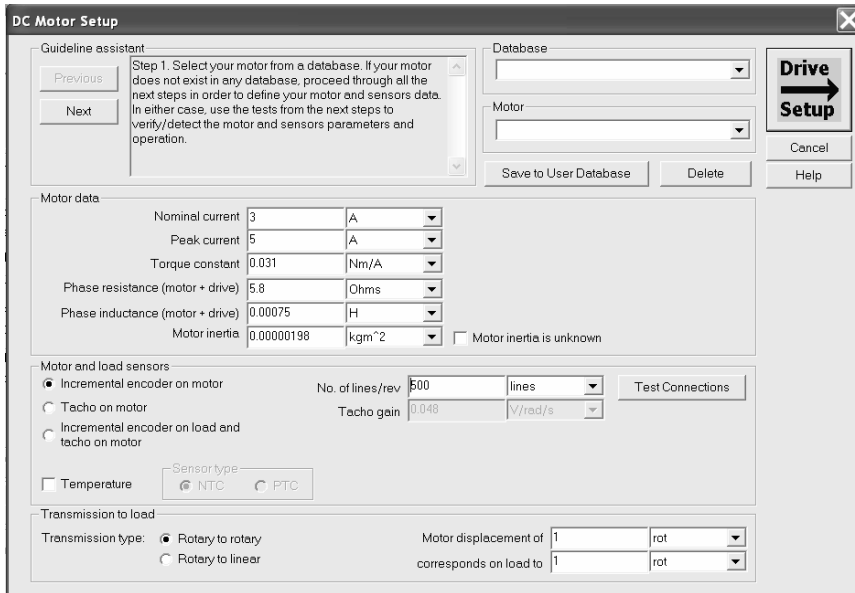 DC Motor Setup
Guideline assistant
Previous
Next
Step 1. Select your motor from a database. If your motor
does not exist in any database, proceed through all the
next steps in order to define your motor and sensors data.
In either case, use the tests from the next steps to
verify/detect the motor and sensors parameters and
operation.
Database
Motor
Save to User Database
Delete
Drive
Setup
Cancel
Help
Motor data
Nominal current 3 A
Peak current 5 A
Torque constant 0.031 Nm/A
Phase resistance (motor + drive) 5.8 Ohms
Phase inductance (motor + drive) 0.00075 H
Motor inertia 0.00000198 kgm^2 Motor inertia is unknown
Motor and load sensors
Incremental encoder on motor
Tacho on motor
Incremental encoder on load and
tacho on motor
No. of lines/rev 500 lines
Test Connections
Tacho gain 0.048 V/rad/s
Temperature
Sensor type
NTC PTC
Transmission to load
Transmission type: Rotary to rotary
Rotary to linear
Motor displacement of 1 rot
corresponds on load to 1 rot